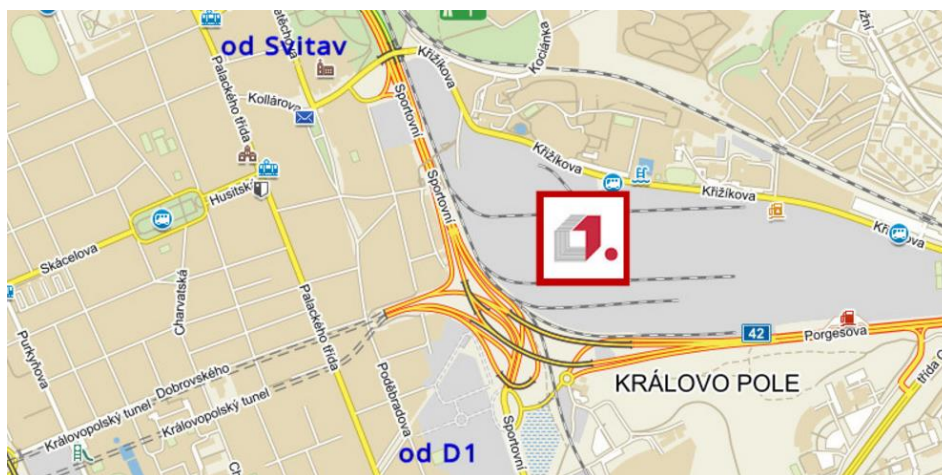 od Svitav
Kociánka
Palackého třída
Kollárova
Sportovní
Křižíkova
Křižíkova
Křižíkova
Sportovní
Husitská
Skácelova
Charvatská
Palackého třída
42
Porgesova
Purkyňova
Královopolský tunel
Dobrovského
Královopolský tunel
Poděbradova
KRÁLOVO POLE
Sportovní
od D1